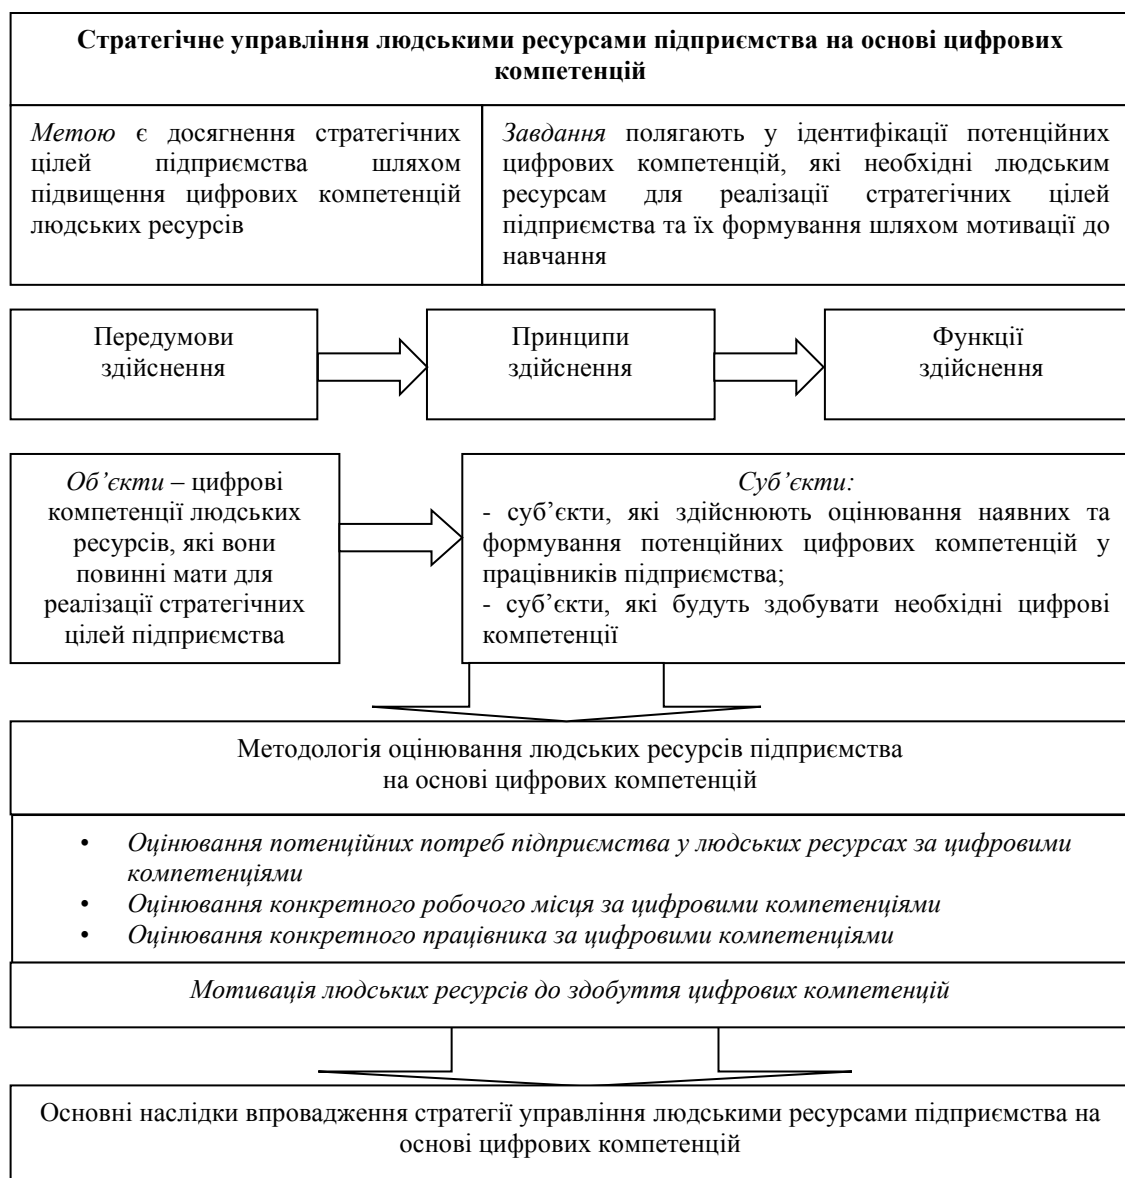 Стратегічне управління людськими ресурсами підприємства на основі цифрових
компетенцій
Метою є досягнення стратегічних
цілей підприємства шляхом
підвищення цифрових компетенцій
людських ресурсів
Завдання полягають у ідентифікації потенційних
цифрових компетенцій, які необхідні людським
ресурсам для реалізації стратегічних цілей
підприємства та їх формування шляхом мотивації до
навчання
Передумови
здійснення
Принципи
здійснення
Функції
здійснення
Об’єкти – цифрові
компетенції людських
ресурсів, які вони
повинні мати для
реалізації стратегічних
цілей підприємства
Суб’єкти:
- суб’єкти, які здійснюють оцінювання наявних та
формування потенційних цифрових компетенцій у
працівників підприємства;
- суб’єкти, які будуть здобувати необхідні цифрові
компетенції
Методологія оцінювання людських ресурсів підприємства
на основі цифрових компетенцій
• Оцінювання потенційних потреб підприємства у людських ресурсах за цифровими
компетенціями
• Оцінювання конкретного робочого місця за цифровими компетенціями
• Оцінювання конкретного працівника за цифровими компетенціями
Мотивація людських ресурсів до здобуття цифрових компетенцій
Основні наслідки впровадження стратегії управління людськими ресурсами підприємства на
основі цифрових компетенцій